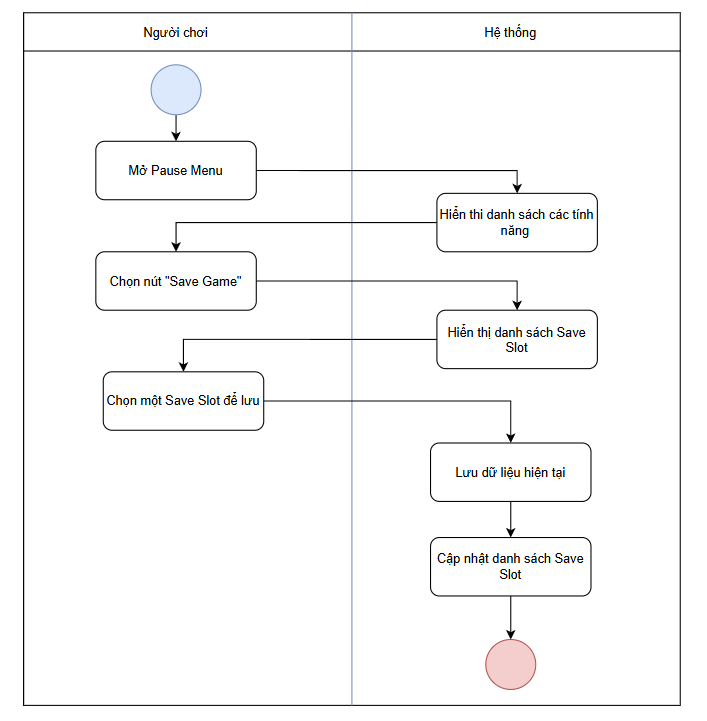 Người chơi
Hệ thống
Mở Pause Menu
Hiển thi danh sách các tính
năng
Chọn nút "Save Game"
Hiển thị danh sách Save
Slot
Chọn một Save Slot để lưu
Lưu dữ liệu hiện tại
Cập nhật danh sách Save
Slot